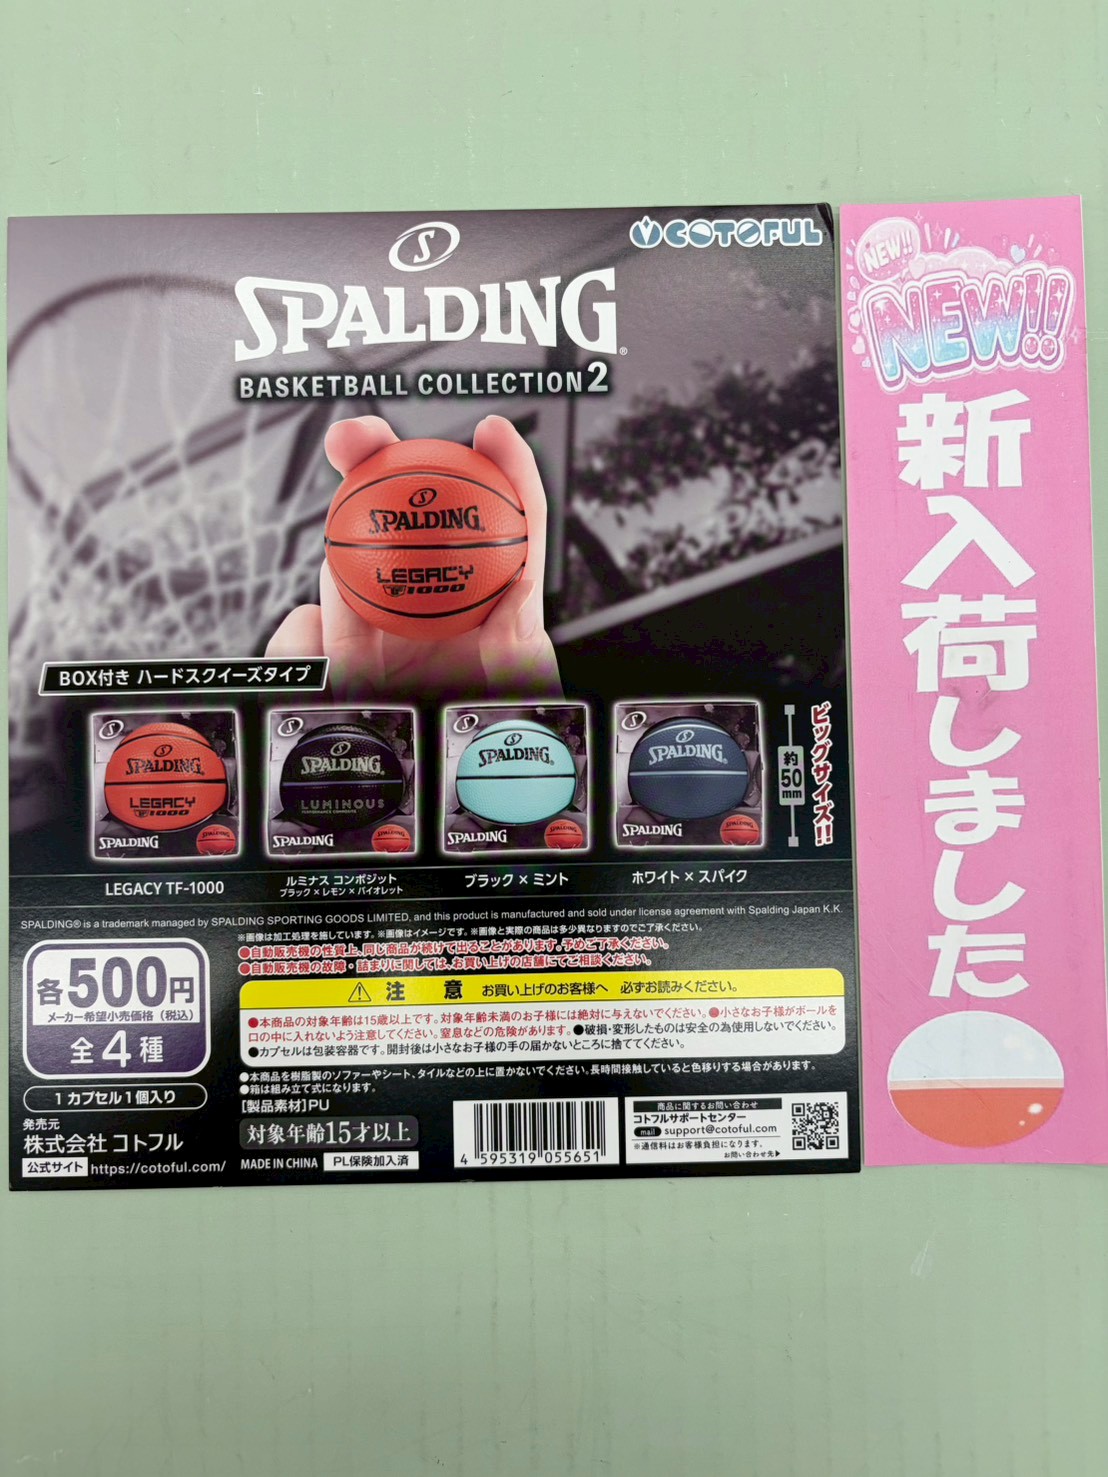 COTOFUL
SPALDING®
BASKETBALL COLLECTION 2
SPALDING
LEGACY
TF1000
BOX付き ハードスクイーズタイプ
SPALDING
LEGACY
TF1000
SPALDING
SPALDING
LUMINOUS
SPALDING
SPALDING
SPALDING
SPALDING
SPALDING
約50mm
ビッグサイズ!!
LEGACY TF-1000
ルミナス コンポジット
ブラック×レモン×バイオレット
ブラック×ミント
ホワイト×スパイク
SPALDING® is a trademark managed by SPALDING SPORTING GOODS LIMITED, and this product is manufactured and sold under license agreement with Spalding Japan K.K.
※画像は加工処理を施しています。※画像はイメージです。※画像と実際の商品は多少異なりますのでご了承ください。
●自動販売機の性質上、同じ商品が続けて出ることがあります。予めご了承ください。
●自動販売機の故障・詰まりに関しては、お買い上げの店舗にてご相談ください。
各500円
メーカー希望小売価格(税込)
全4種
1カプセル1個入り
発売元
株式会社 コトフル
公式サイト https://cotoful.com/
注 意 お買い上げのお客様へ 必ずお読みください。
●本商品の対象年齢は15歳以上です。対象年齢未満のお子様には絶対に与えないでください。●小さなお子様がボールを
口の中に入れないよう注意してください。窒息などの危険があります。●破損・変形したものは安全の為使用しないでください。
●カプセルは包装容器です。開封後は小さなお子様の手の届かないところに捨ててください。
●本商品を樹脂製のソファーやシート、タイルなどの上に置かないでください。長時間接触していると色移りする場合があります。
●箱は組み立て式になります。
[製品素材]PU
対象年齢15才以上
MADE IN CHINA PL保険加入済
4 595319 055651
商品に関するお問い合わせ
コトフルサポートセンター
mail support@cotoful.com
※通信料はお客様負担になります。
お問い合わせ先▶
NEW!!
NEW!!
新入荷しました